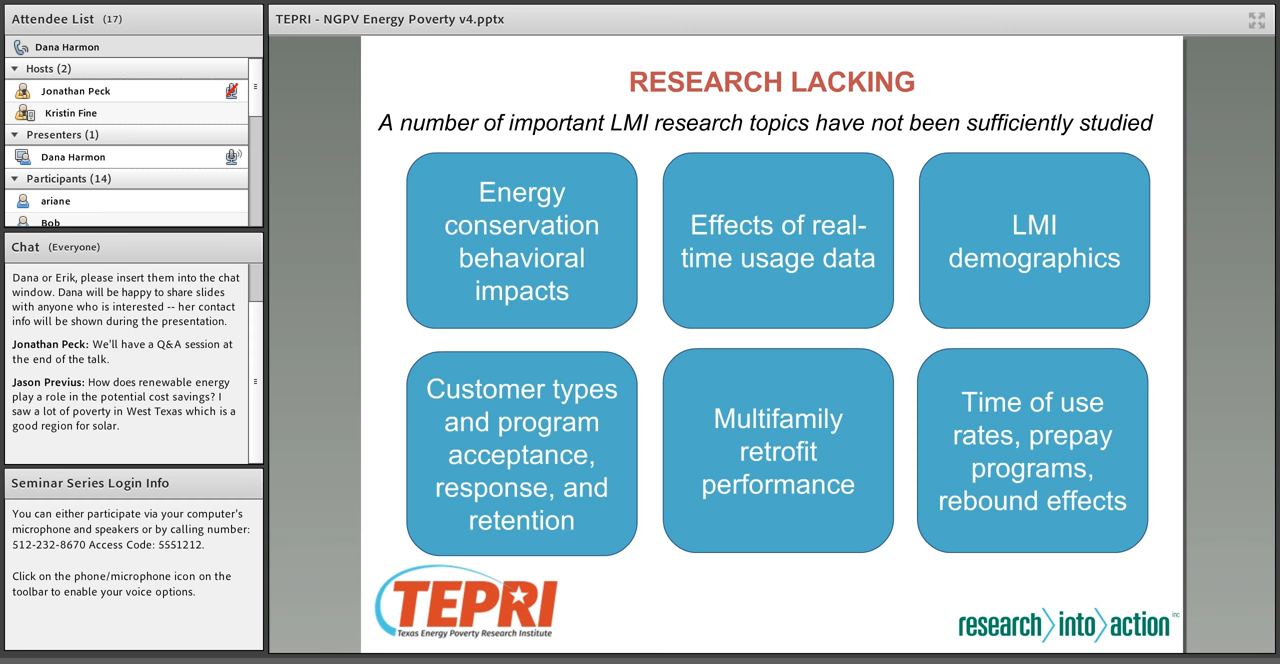 Attendee List (17)
Dana Harmon
Hosts (2)
Jonathan Peck
Kristin Fine
Presenters (1)
Dana Harmon
Participants (14)
ariane
Bob
Chat (Everyone)
Dana or Erik, please insert them into the chat
window. Dana will be happy to share slides
with anyone who is interested -- her contact
info will be shown during the presentation.
Jonathan Peck: We'll have a Q&A session at
the end of the talk.
Jason Previus: How does renewable energy
play a role in the potential cost savings? I
saw a lot of poverty in West Texas which is a
good region for solar.
Seminar Series Login Info
You can either participate via your computer's
microphone and speakers or by calling number:
512-232-8670 Access Code: 5551212.
Click on the phone/microphone icon on the
toolbar to enable your voice options.
TEPRI - NGPV Energy Poverty v4.pptx
RESEARCH LACKING
A number of important LMI research topics have not been sufficiently studied
Energy
conservation
behavioral
impacts
Effects of real-
time usage data
LMI
demographics
Customer types
and program
acceptance,
response, and
retention
Multifamily
retrofit
performance
Time of use
rates, prepay
programs,
rebound effects
TEPRI
Texas Energy Poverty Research Institute
research into action inc